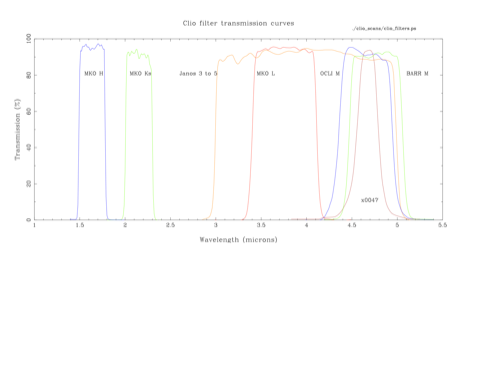 Clio filter transmission curves
/clio_scans/clio_filters.ps
100
80
60
40
20
0
Transmission (%)
MKO H
MKO Ks
Janos 3 to 5
MKO L
OCLI M
BARR M
x0047
1
1.5
2
2.5
3
3.5
4
4.5
5
5.5
Wavelength (microns)